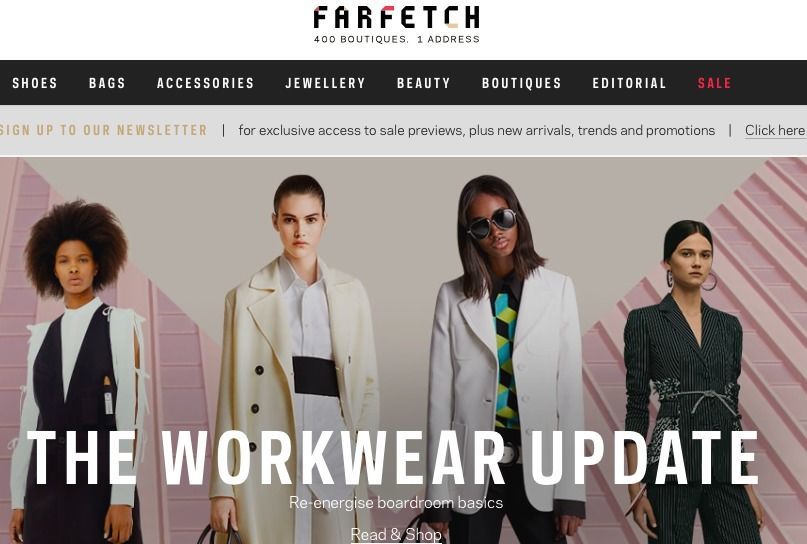 FARFETCH
400 BOUTIQUES. 1 ADDRESS
SHOES BAGS ACCESSORIES JEWELLERY BEAUTY BOUTIQUES EDITORIAL SALE
SIGN UP TO OUR NEWSLETTER | for exclusive access to sale previews, plus new arrivals, trends and promotions | Click here
THE WORKWEAR UPDATE
Re-energise boardroom basics
Read & Shop